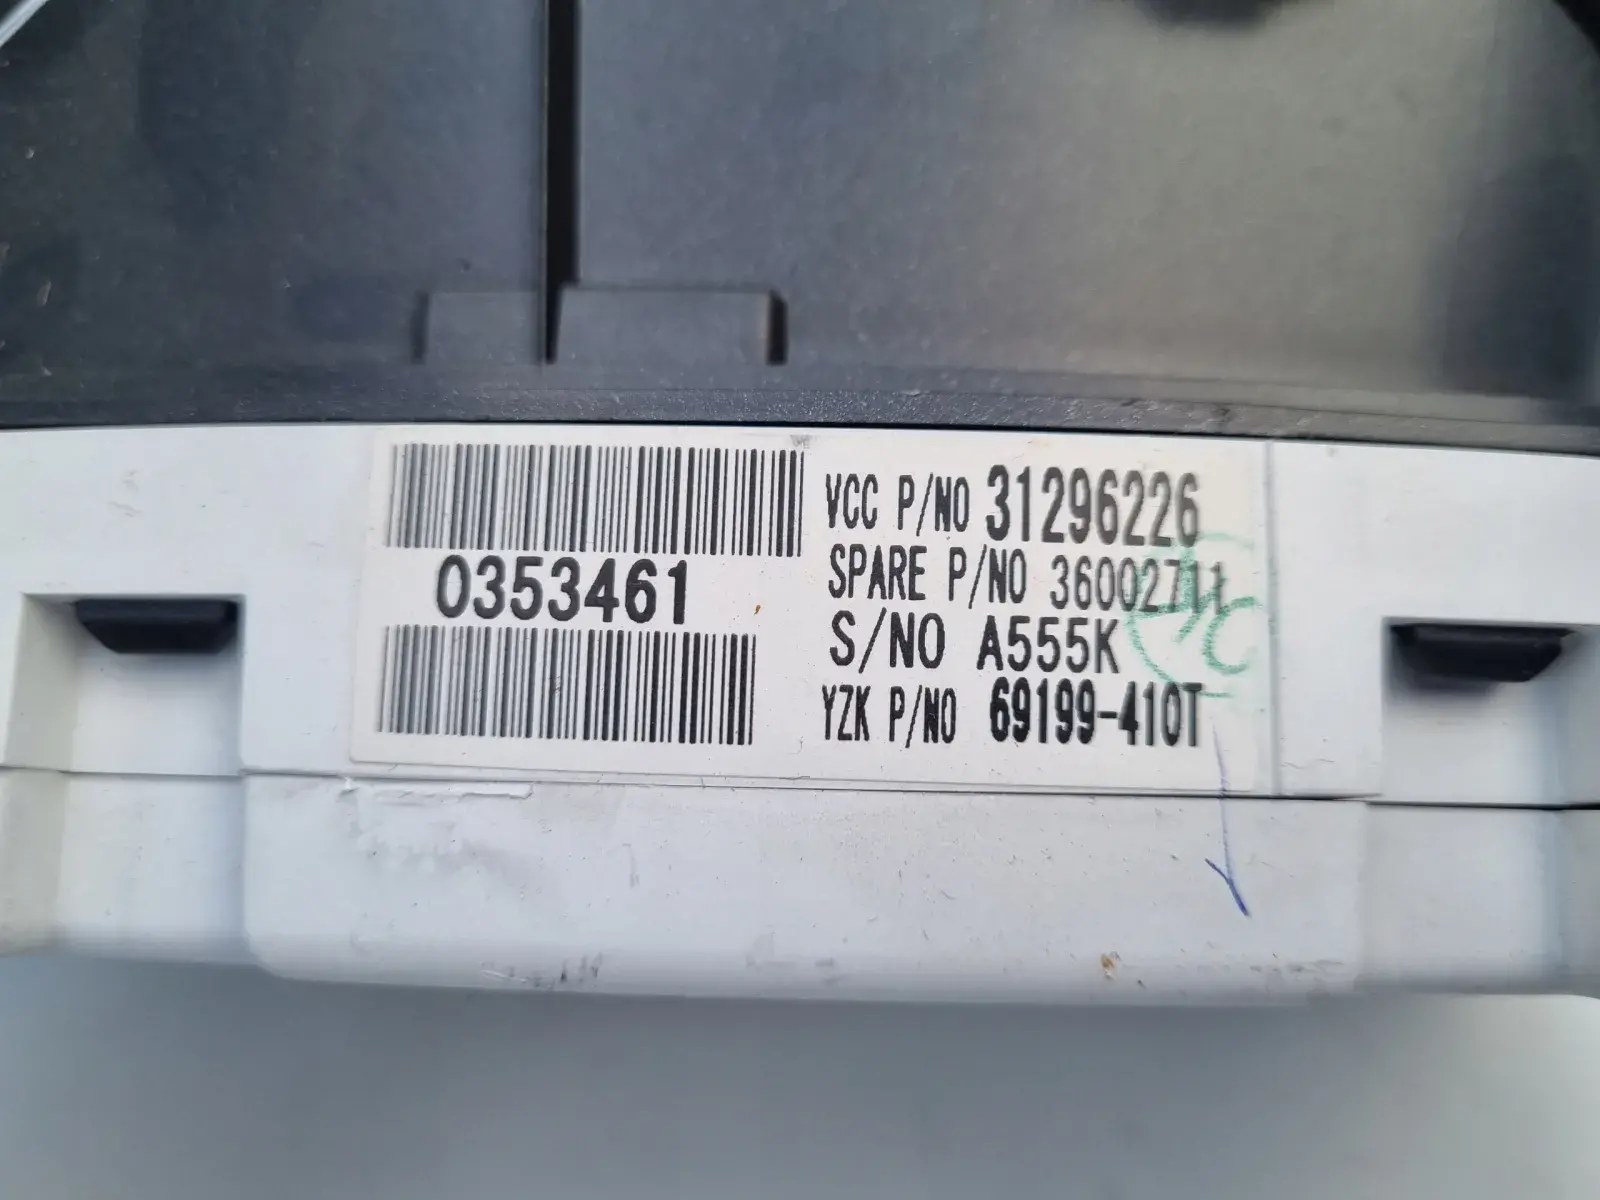 0353461
VCC P/NO 31296226
SPARE P/NO 36002711
S/NO A555K
YZK P/NO 69199-410T